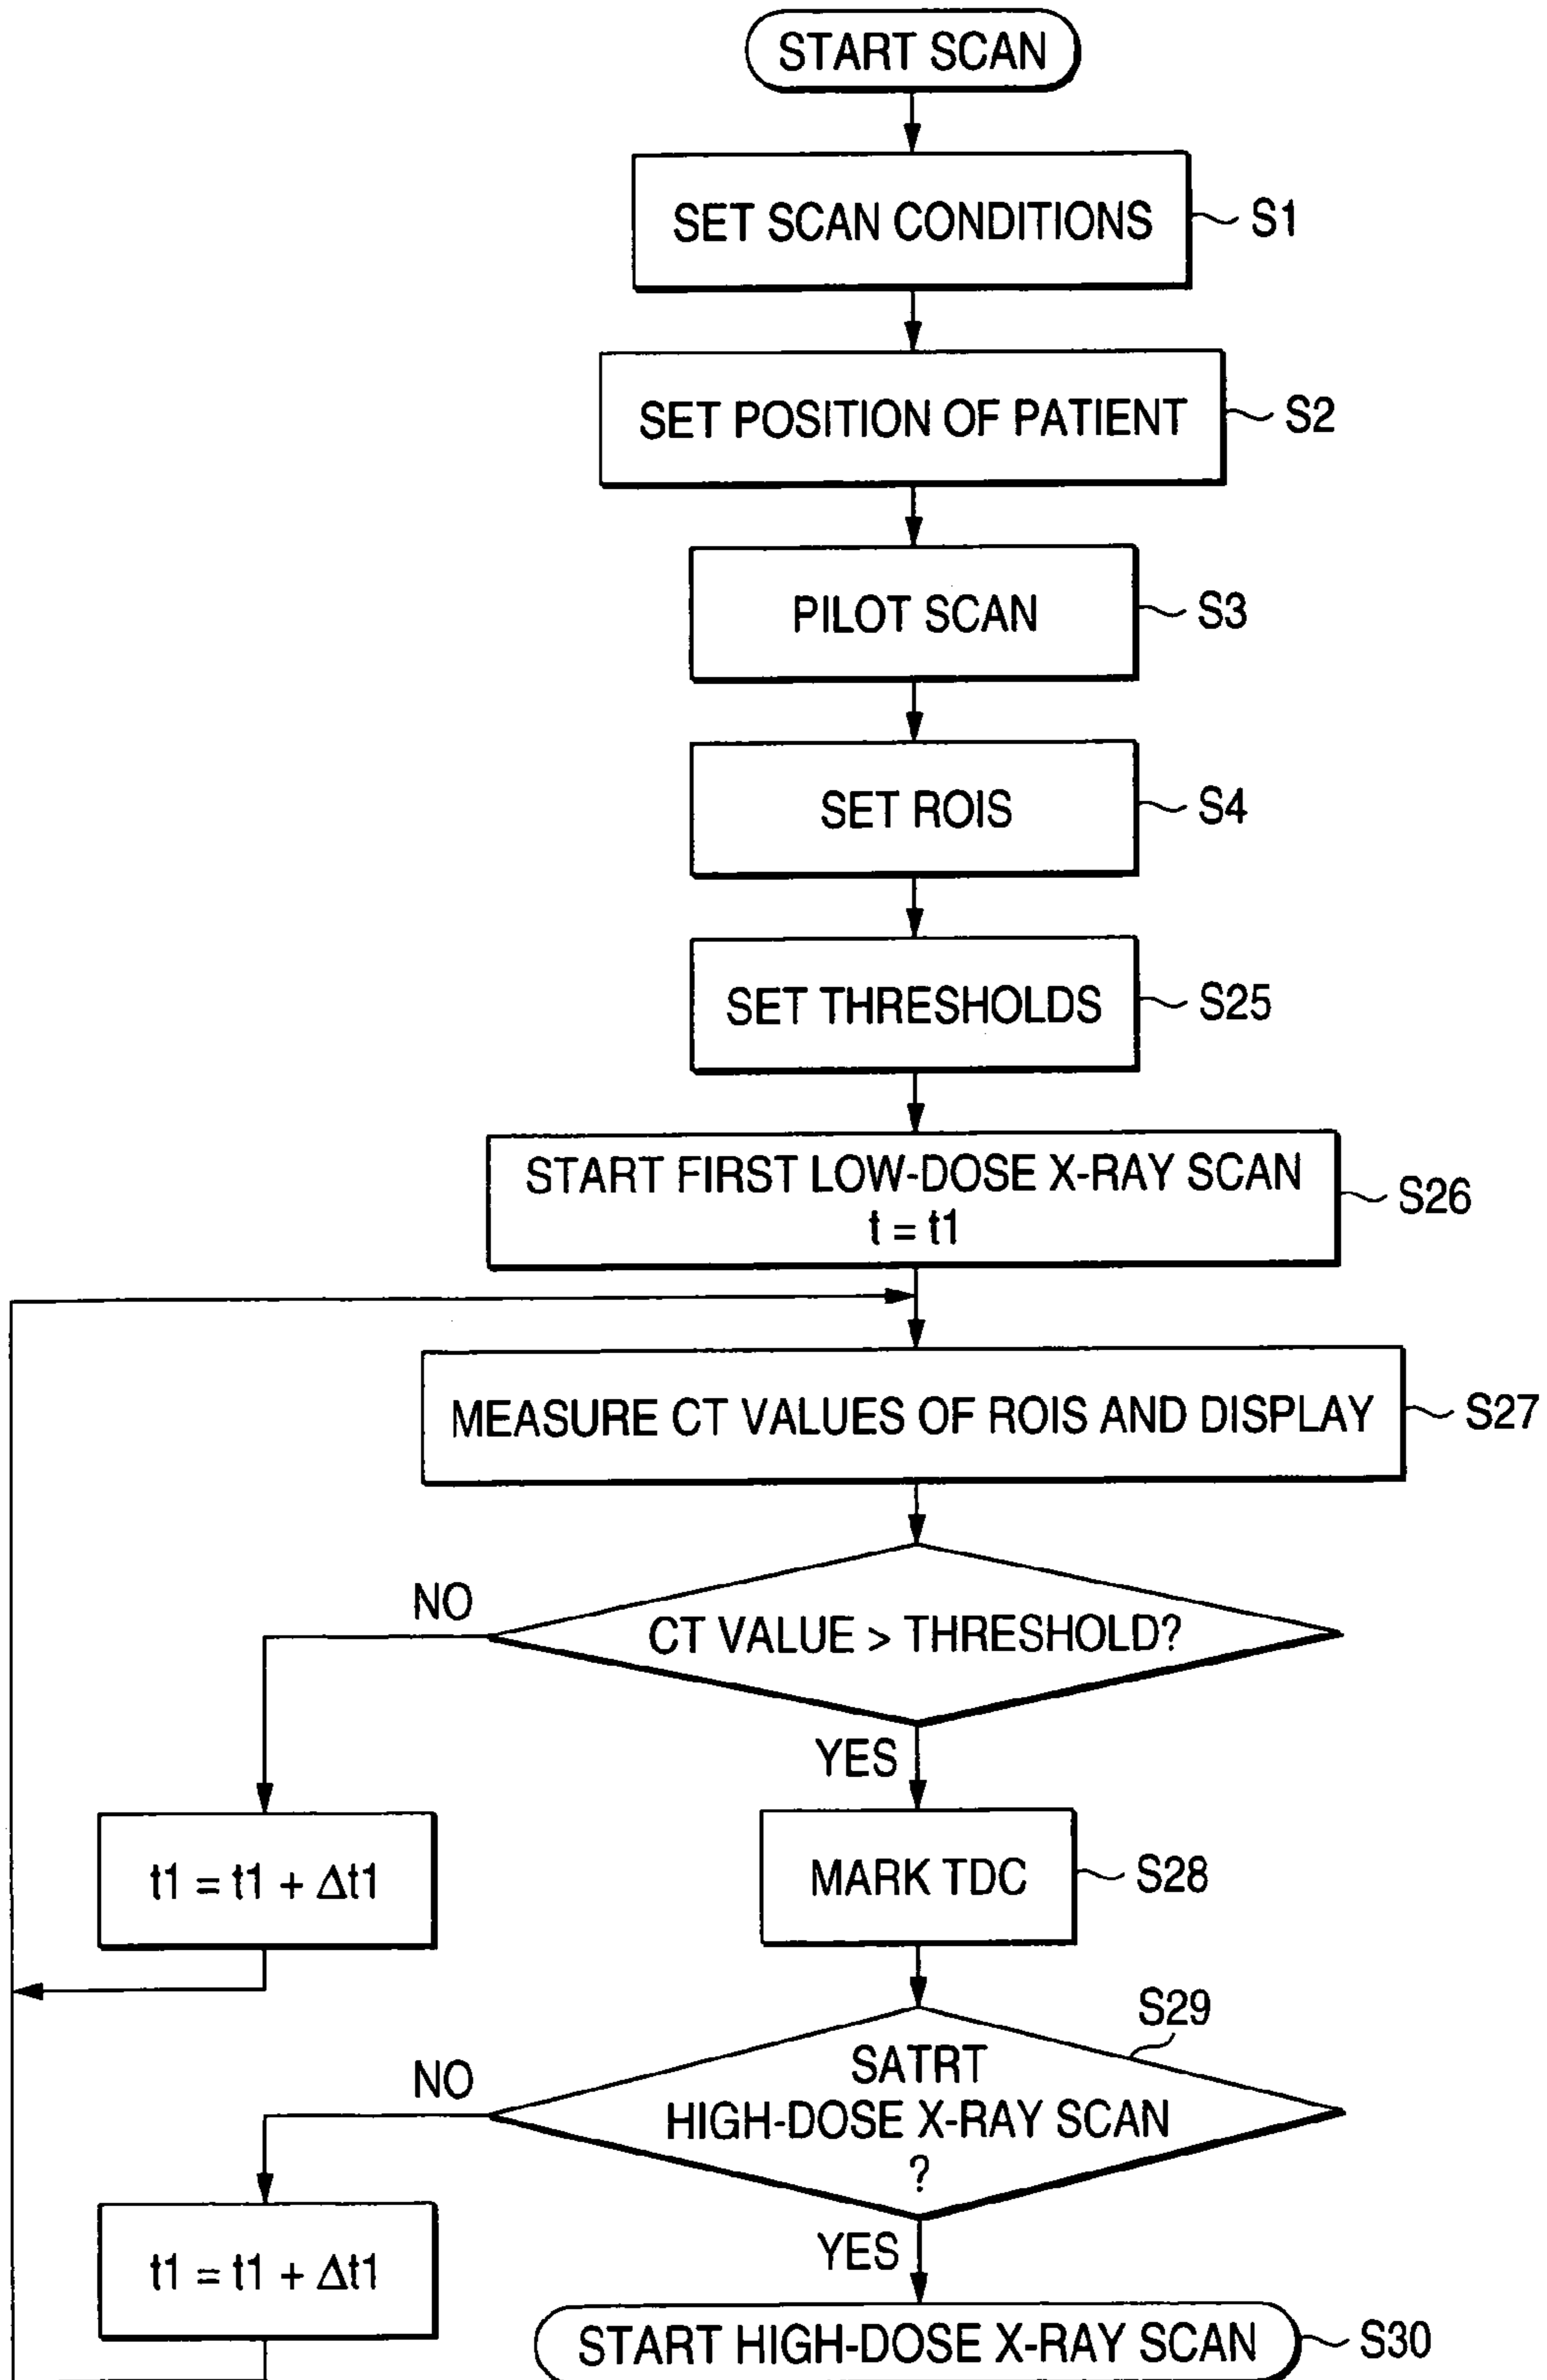 START SCAN
SET SCAN CONDITIONS
S1
SET POSITION OF PATIENT
S2
PILOT SCAN
S3
SET ROIS
S4
SET THRESHOLDS
S25
START FIRST LOW-DOSE X-RAY SCAN
t = t1
S26
MEASURE CT VALUES OF ROIS AND DISPLAY
S27
NO
CT VALUE > THRESHOLD?
YES
t1 = t1 + Δt1
MARK TDC
S28
S29
NO
SATRT
HIGH-DOSE X-RAY SCAN
?
YES
t1 = t1 + Δt1
START HIGH-DOSE X-RAY SCAN
S30